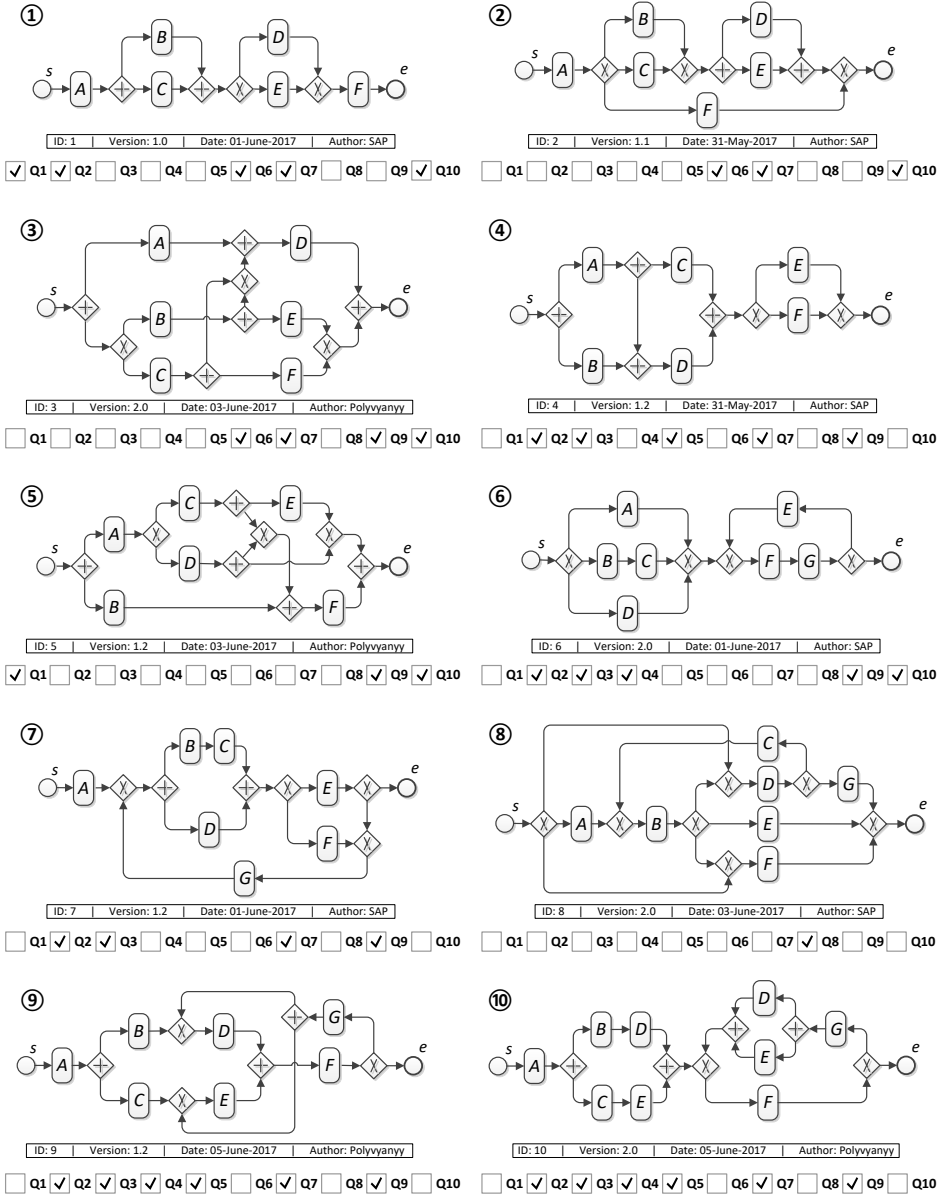 ①
B D
s e
A C E F
ID: 1 | Version: 1.0 | Date: 01-June-2017 | Author: SAP
✓ Q1 ✓ Q2 Q3 Q4 Q5 ✓ Q6 ✓ Q7 Q8 Q9 ✓ Q10
②
B D
s e
A C E
F
ID: 2 | Version: 1.1 | Date: 31-May-2017 | Author: SAP
Q1 Q2 Q3 Q4 Q5 ✓ Q6 ✓ Q7 Q8 Q9 ✓ Q10
③
A D
s e
B E
C F
ID: 3 | Version: 2.0 | Date: 03-June-2017 | Author: Polyvyanyy
Q1 Q2 Q3 Q4 Q5 ✓ Q6 ✓ Q7 Q8 ✓ Q9 ✓ Q10
④
A C E
s e
F
B D
ID: 4 | Version: 1.2 | Date: 31-May-2017 | Author: SAP
Q1 ✓ Q2 ✓ Q3 Q4 ✓ Q5 Q6 ✓ Q7 Q8 ✓ Q9 Q10
⑤
C E
A
s e
D
B F
ID: 5 | Version: 1.2 | Date: 03-June-2017 | Author: Polyvyanyy
✓ Q1 Q2 Q3 Q4 Q5 Q6 Q7 Q8 ✓ Q9 ✓ Q10
⑥
A E
s e
B C F G
D
ID: 6 | Version: 2.0 | Date: 01-June-2017 | Author: SAP
Q1 ✓ Q2 ✓ Q3 ✓ Q4 Q5 Q6 Q7 Q8 ✓ Q9 ✓ Q10
⑦
B C
s e
A E
D
F
G
ID: 7 | Version: 1.2 | Date: 01-June-2017 | Author: SAP
Q1 ✓ Q2 ✓ Q3 Q4 Q5 Q6 ✓ Q7 Q8 ✓ Q9 Q10
⑧
C
D G
s e
A B E
F
ID: 8 | Version: 2.0 | Date: 03-June-2017 | Author: SAP
Q1 Q2 Q3 Q4 Q5 Q6 Q7 ✓ Q8 Q9 Q10
⑨
G
B D
s e
A F
C E
ID: 9 | Version: 1.2 | Date: 05-June-2017 | Author: Polyvyanyy
Q1 ✓ Q2 ✓ Q3 ✓ Q4 ✓ Q5 Q6 ✓ Q7 Q8 ✓ Q9 Q10
⑩
D
B D G
E
s e
A
C E F
ID: 10 | Version: 2.0 | Date: 05-June-2017 | Author: Polyvyanyy
Q1 ✓ Q2 ✓ Q3 ✓ Q4 ✓ Q5 Q6 ✓ Q7 Q8 ✓ Q9 Q10